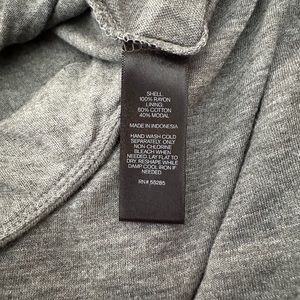 SHELL
100% RAYON
LINING:
60% COTTON
40% MODAL
MADE IN INDONESIA
HAND WASH COLD
SEPARATELY. ONLY
NON-CHLORINE
BLEACH WHEN
NEEDED. LAY FLAT TO
DRY. RESHAPE WHILE
DAMP. COOL IRON IF
NEEDED
RN# 59285